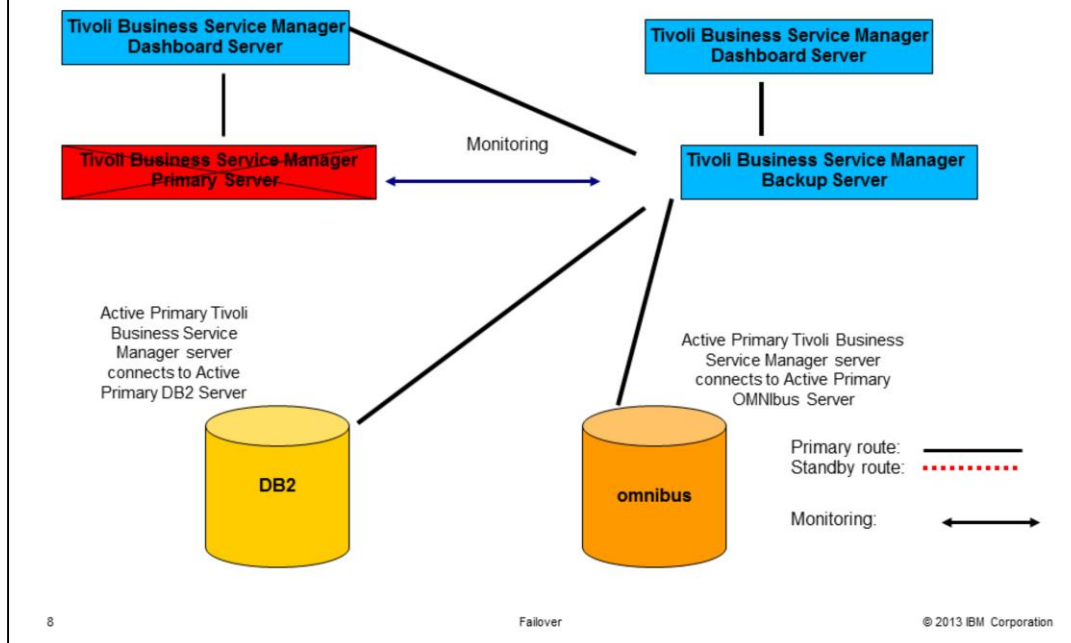 Tivoli Business Service Manager
Dashboard Server
Tivoli Business Service Manager
Dashboard Server
Monitoring
Tivoli Business Service Manager
Primary Server
Tivoli Business Service Manager
Backup Server
Active Primary Tivoli
Business Service
Manager server
connects to Active
Primary DB2 Server
Active Primary Tivoli Business
Service Manager server
connects to Active Primary
OMNIbus Server
DB2
omnibus
Primary route:
Standby route:
Monitoring:
8
Failover
© 2013 IBM Corporation